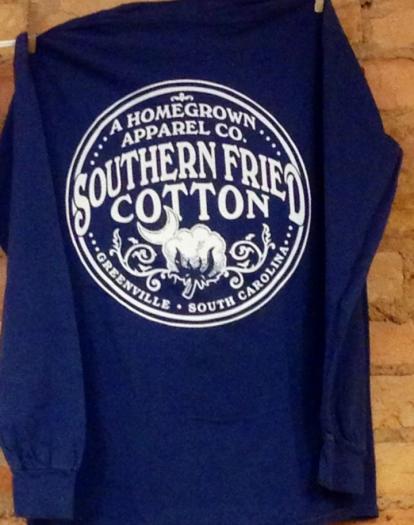 A HOMEGROWN
APPAREL CO.
SOUTHERN FRIED
COTTON
GREENVILLE • SOUTH CAROLINA